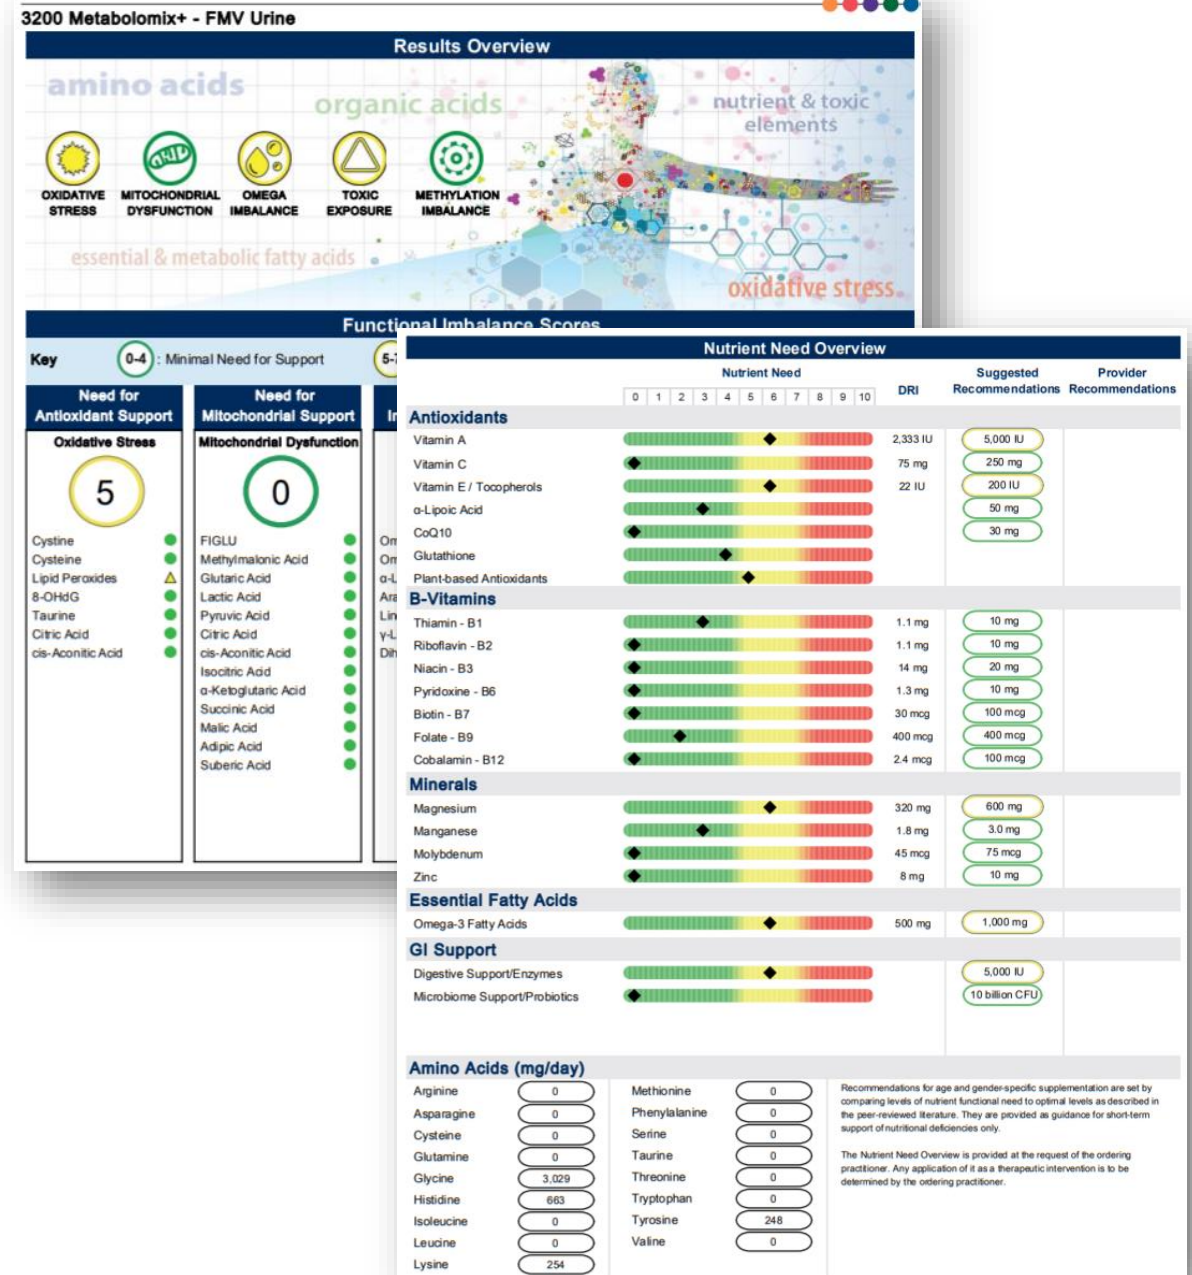 3200 Metabolomix+ - FMV Urine
Results Overview
amino acids
organic acids
nutrient & toxic
elements
OXIDATIVE
STRESS
MITOCHONDRIAL
DYSFUNCTION
OMEGA
IMBALANCE
TOXIC
EXPOSURE
METHYLATION
IMBALANCE
essential & metabolic fatty acids
oxidative stress
Functional Imbalance Scores
Key 0-4 : Minimal Need for Support
Need for
Antioxidant Support
Oxidative Stress
5
Cystine
Cysteine
Lipid Peroxides
8-OHdG
Taurine
Citric Acid
cis-Aconitic Acid
Need for
Mitochondrial Support
Mitochondrial Dysfunction
0
FIGLU
Methylmalonic Acid
Glutaric Acid
Lactic Acid
Pyruvic Acid
Citric Acid
cis-Aconitic Acid
Isocitric Acid
α-Ketoglutaric Acid
Succinic Acid
Malic Acid
Adipic Acid
Suberic Acid
Nutrient Need Overview
Nutrient Need
0 1 2 3 4 5 6 7 8 9 10
DRI
Suggested
Recommendations
Provider
Recommendations
Antioxidants
Vitamin A 2,333 IU 5,000 IU
Vitamin C 75 mg 250 mg
Vitamin E / Tocopherols 22 IU 200 IU
α-Lipoic Acid 50 mg
CoQ10 30 mg
Glutathione
Plant-based Antioxidants
B-Vitamins
Thiamin - B1 1.1 mg 10 mg
Riboflavin - B2 1.1 mg 10 mg
Niacin - B3 14 mg 20 mg
Pyridoxine - B6 1.3 mg 10 mg
Biotin - B7 30 mcg 100 mcg
Folate - B9 400 mcg 400 mcg
Cobalamin - B12 2.4 mcg 100 mcg
Minerals
Magnesium 320 mg 600 mg
Manganese 1.8 mg 3.0 mg
Molybdenum 45 mcg 75 mcg
Zinc 8 mg 10 mg
Essential Fatty Acids
Omega-3 Fatty Acids 500 mg 1,000 mg
GI Support
Digestive Support/Enzymes 5,000 IU
Microbiome Support/Probiotics 10 billion CFU
Amino Acids (mg/day)
Arginine 0
Asparagine 0
Cysteine 0
Glutamine 0
Glycine 3,029
Histidine 663
Isoleucine 0
Leucine 0
Lysine 254
Methionine 0
Phenylalanine 0
Serine 0
Taurine 0
Threonine 0
Tryptophan 0
Tyrosine 248
Valine 0
Recommendations for age and gender-specific supplementation are set by
comparing levels of nutrient functional need to optimal levels as described in
the peer-reviewed literature. They are provided as guidance for short-term
support of nutritional deficiencies only.
The Nutrient Need Overview is provided at the request of the ordering
practitioner. Any application of it as a therapeutic intervention is to be
determined by the ordering practitioner.